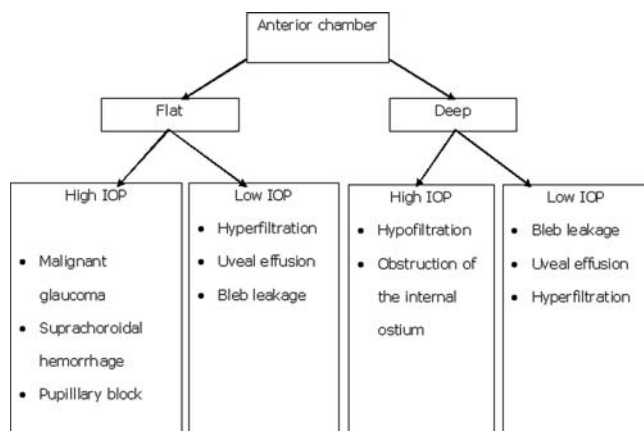 Anterior chamber
Flat
Deep
High IOP
• Malignant
glaucoma
• Suprachoroidal
hemorrhage
• Pupilllary block
Low IOP
• Hyperfiltration
• Uveal effusion
• Bleb leakage
High IOP
• Hypofiltration
• Obstruction of
the internal
ostium
Low IOP
• Bleb leakage
• Uveal effusion
• Hyperfiltration